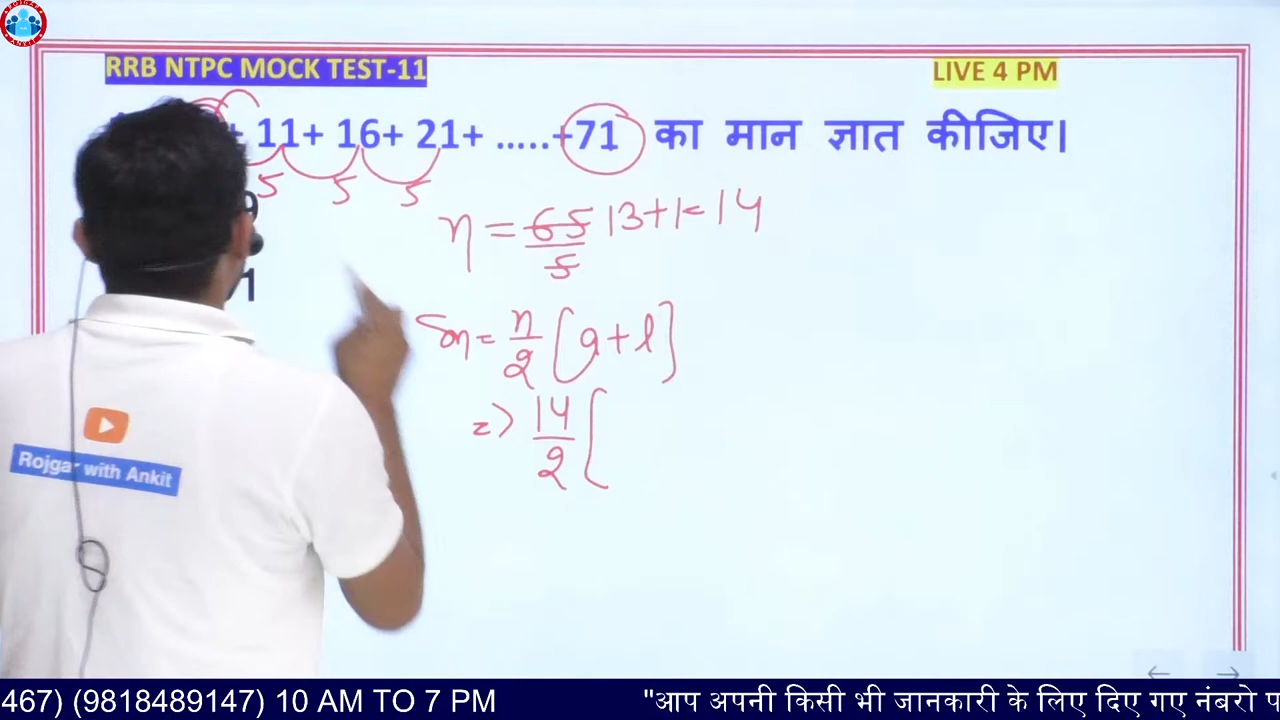 RRB NTPC MOCK TEST-11
LIVE 4 PM
+ 11+ 16+ 21+ .....+71 का मान ज्ञात कीजिए।
5 5 5
9
η = 65/5 13+1=14
1
Sn = n/2 [a+l]
=> 14/2 [
Rojgar with Ankit
467) (9818489147) 10 AM TO 7 PM "आप अपनी किसी भी जानकारी के लिए दिए गए नंबरो